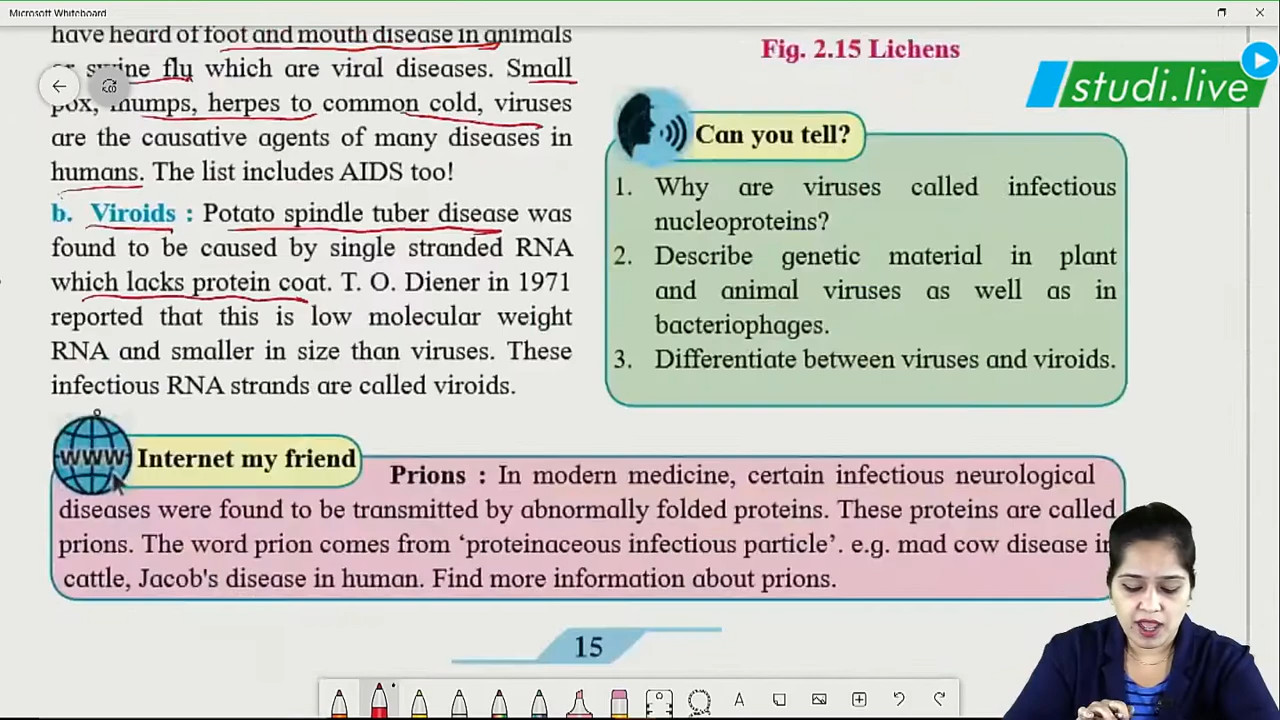 Microsoft Whiteboard
have heard of foot and mouth disease in animals
or swine flu which are viral diseases. Small
pox, mumps, herpes to common cold, viruses
are the causative agents of many diseases in
humans. The list includes AIDS too!
b. Viroids : Potato spindle tuber disease was
found to be caused by single stranded RNA
which lacks protein coat. T. O. Diener in 1971
reported that this is low molecular weight
RNA and smaller in size than viruses. These
infectious RNA strands are called viroids.
Fig. 2.15 Lichens
studi.live
Can you tell?
1. Why are viruses called infectious
nucleoproteins?
2. Describe genetic material in plant
and animal viruses as well as in
bacteriophages.
3. Differentiate between viruses and viroids.
www Internet my friend
Prions : In modern medicine, certain infectious neurological
diseases were found to be transmitted by abnormally folded proteins. These proteins are called
prions. The word prion comes from ‘proteinaceous infectious particle’. e.g. mad cow disease in
cattle, Jacob's disease in human. Find more information about prions.
15